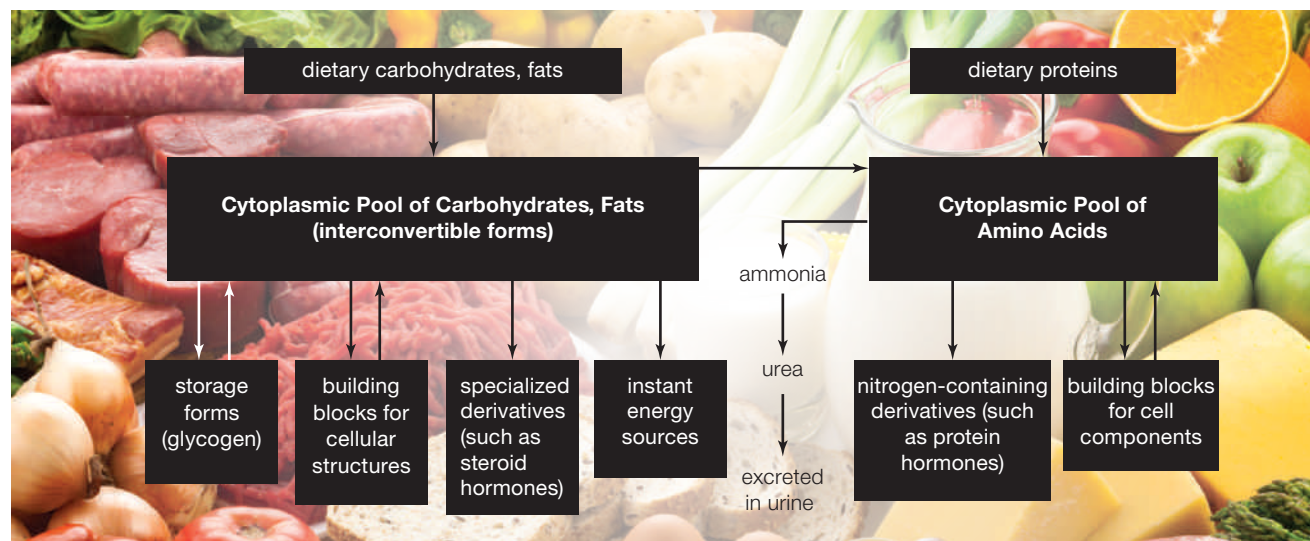 dietary carbohydrates, fats
dietary proteins
Cytoplasmic Pool of Carbohydrates, Fats
(interconvertible forms)
Cytoplasmic Pool of
Amino Acids
ammonia
urea
excreted
in urine
storage
forms
(glycogen)
building
blocks for
cellular
structures
specialized
derivatives
(such as
steroid
hormones)
instant
energy
sources
nitrogen-containing
derivatives (such
as protein
hormones)
building blocks
for cell
components